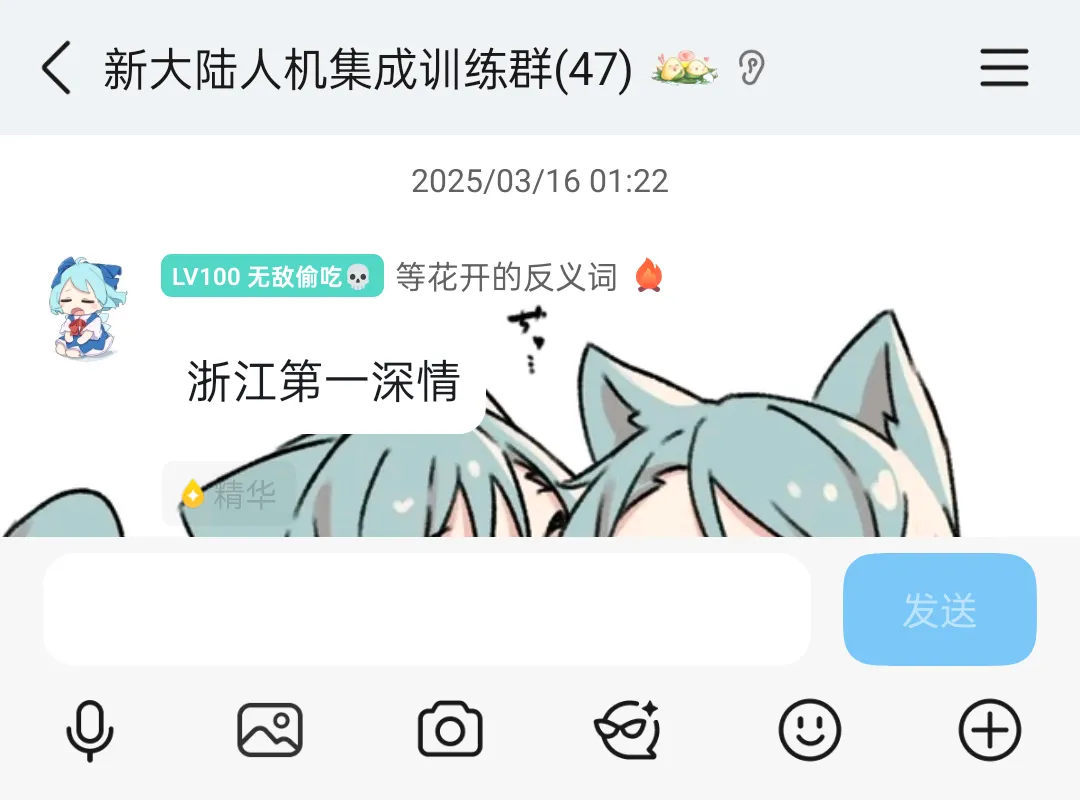 新大陆人机集成训练群(47)
2025/03/16 01:22
LV100 无敌偷吃💀 等花开的反义词 🔥
浙江第一深情
精华
发送